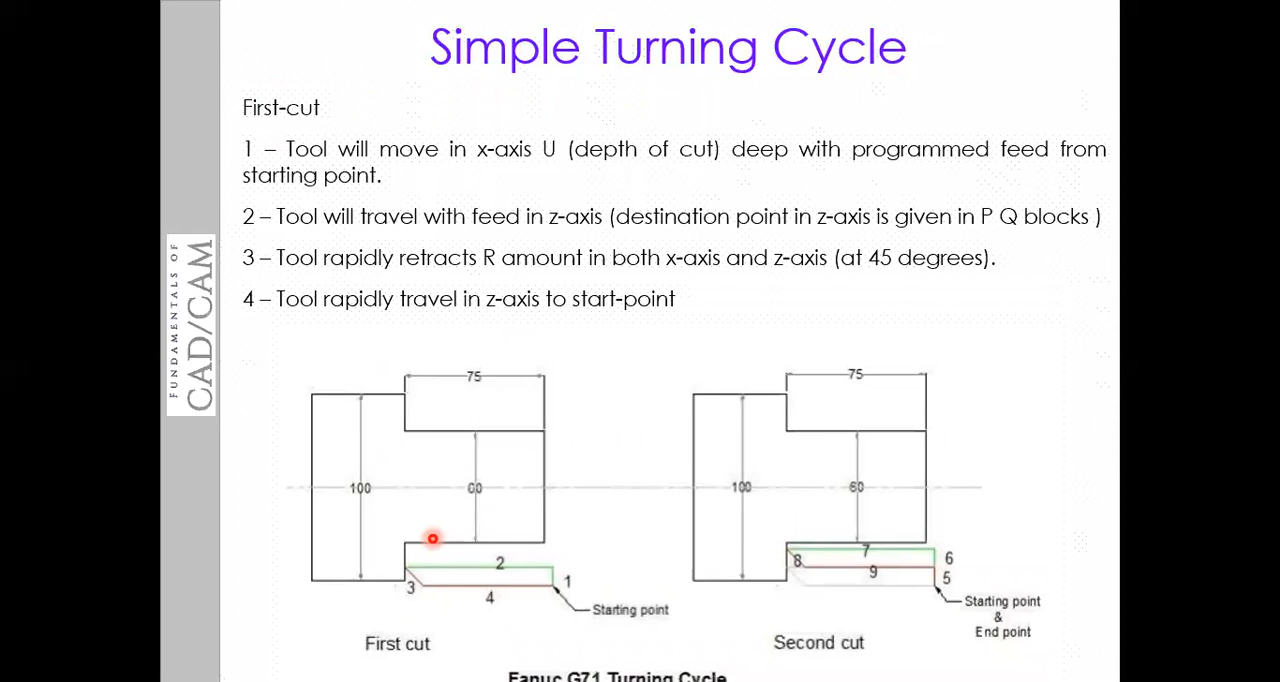 Simple Turning Cycle
First-cut
1 – Tool will move in x-axis U (depth of cut) deep with programmed feed from
starting point.
2 – Tool will travel with feed in z-axis (destination point in z-axis is given in P Q blocks )
3 – Tool rapidly retracts R amount in both x-axis and z-axis (at 45 degrees).
4 – Tool rapidly travel in z-axis to start-point
FUNDAMENTALS OF
CAD/CAM
75
100
2
3
4
1
Starting point
First cut
75
100
60
7
8
9
6
5
Starting point
&
End point
Second cut
Fanuc G71 Turning Cycle